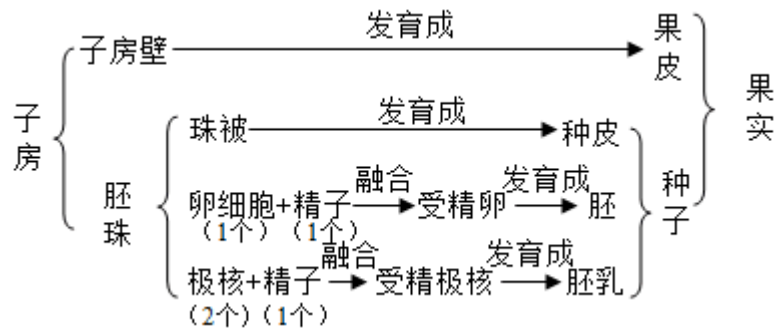 子房壁 发育成 果皮
子房
果实
珠被 发育成 种皮
胚珠
种子
卵细胞+精子 融合 受精卵 发育成 胚
（1个）（1个）
极核+精子 融合 受精极核 发育成 胚乳
（2个）（1个）